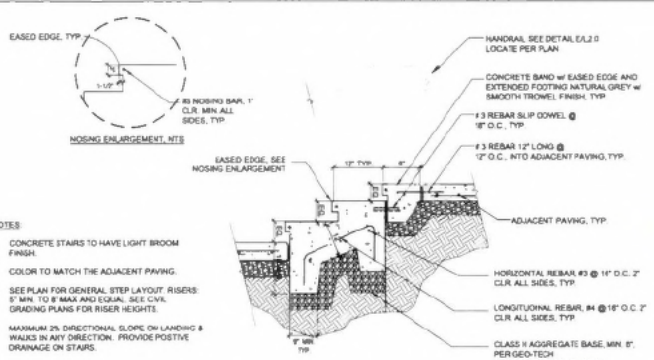 EASED EDGE, TYP.
1-1/2"
#3 NOSING BAR, 1"
CLR. MIN. ALL
SIDES, TYP
NOSING ENLARGEMENT, NTS
EASED EDGE, SEE
NOSING ENLARGEMENT
12" TYP.
6"
HANDRAIL SEE DETAIL E/L2.0
LOCATE PER PLAN
CONCRETE BAND w/ EASED EDGE AND
EXTENDED FOOTING NATURAL GREY w/
SMOOTH TROWEL FINISH, TYP
#3 REBAR SLIP DOWEL @
18" O.C., TYP
#3 REBAR 12" LONG @
12" O.C., INTO ADJACENT PAVING, TYP.
ADJACENT PAVING, TYP
EQ
EQ
EQ
HORIZONTAL REBAR #3 @ 14" O.C. 2"
CLR ALL SIDES, TYP
LONGITUDINAL REBAR, #4 @ 18" O.C. 2"
CLR ALL SIDES, TYP
CLASS II AGGREGATE BASE, MIN. 8",
PER GEO-TECH
TYP
OTES:
CONCRETE STAIRS TO HAVE LIGHT BROOM
FINISH.
COLOR TO MATCH THE ADJACENT PAVING.
SEE PLAN FOR GENERAL STEP LAYOUT. RISERS:
5" MIN. TO 8" MAX AND EQUAL. SEE CIVIL
GRADING PLANS FOR RISER HEIGHTS.
MAXIMUM 2% DIRECTIONAL SLOPE ON LANDING &
WALKS IN ANY DIRECTION. PROVIDE POSTIVE
DRAINAGE ON STAIRS.